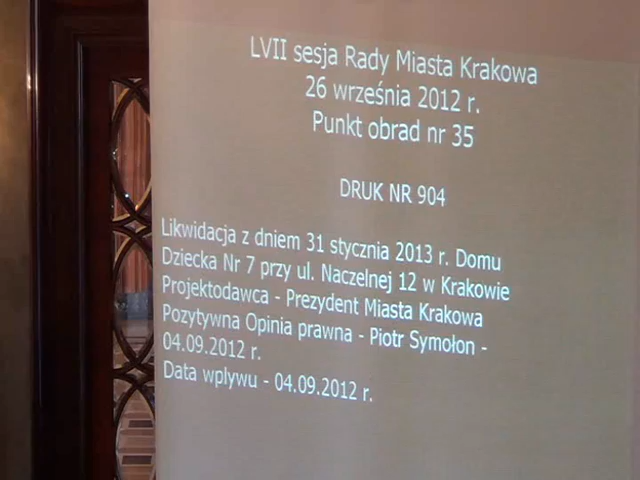 LVII sesja Rady Miasta Krakowa
26 września 2012 r.
Punkt obrad nr 35
DRUK NR 904
Likwidacja z dniem 31 stycznia 2013 r. Domu
Dziecka Nr 7 przy ul. Naczelnej 12 w Krakowie
Projektodawca - Prezydent Miasta Krakowa
Pozytywna Opinia prawna - Piotr Symołon -
04.09.2012 r.
Data wpływu - 04.09.2012 r.